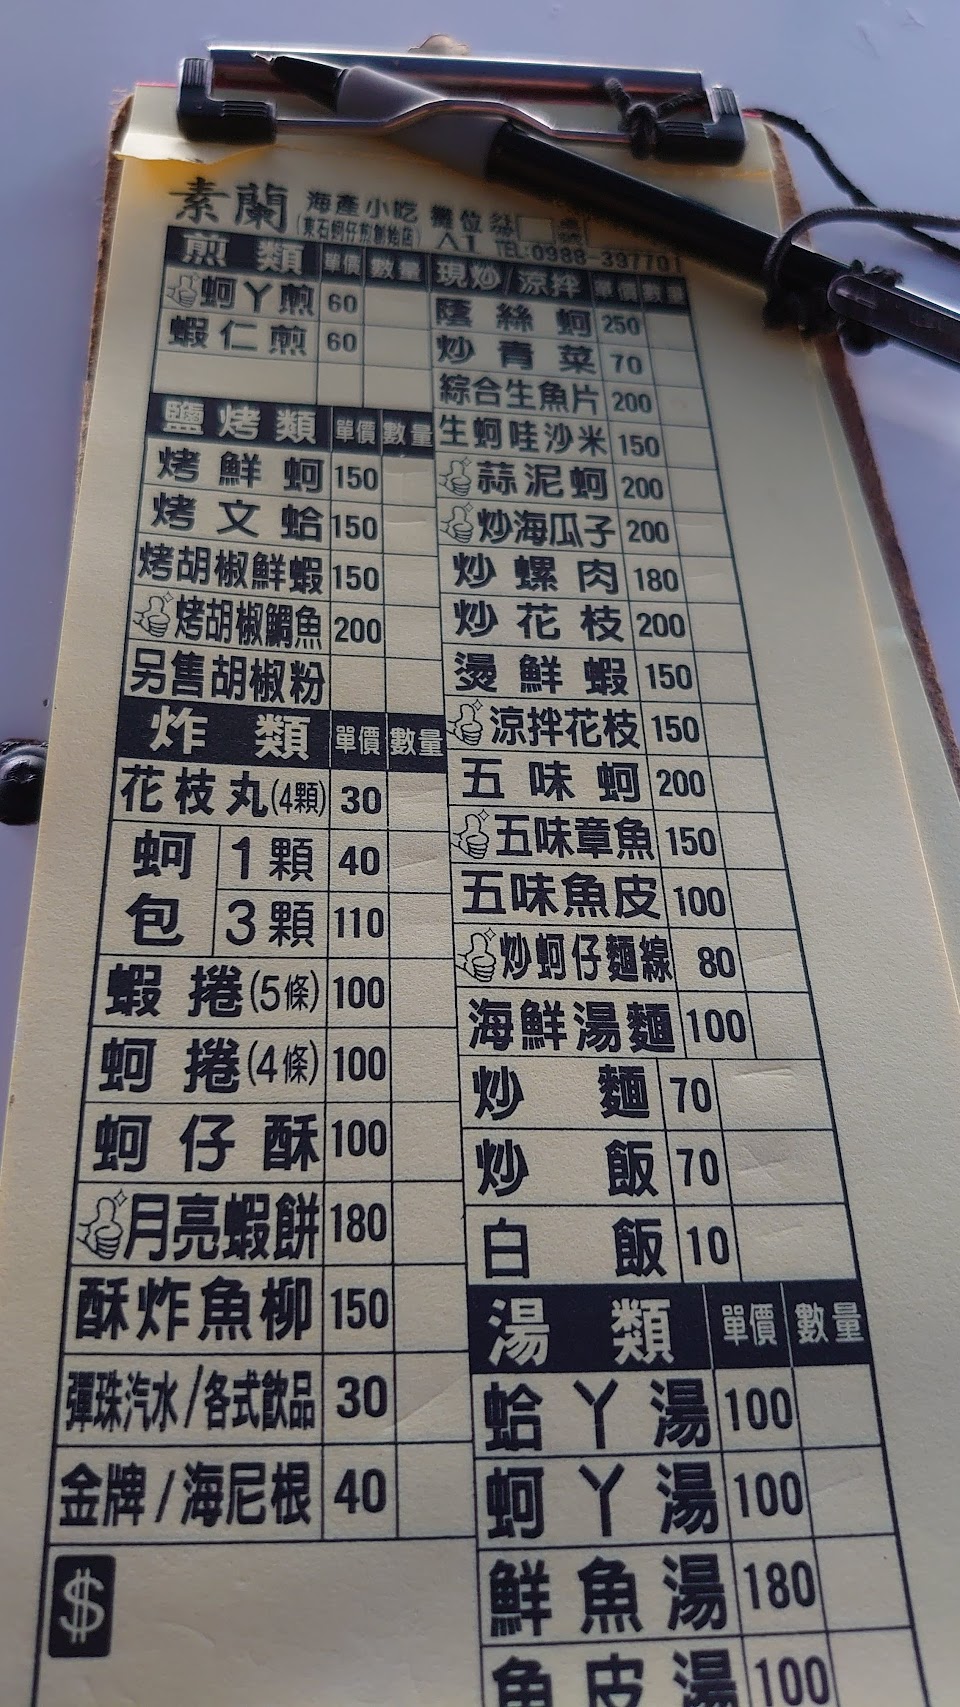 素蘭 海產小吃 攤位
(東石蚵仔煎創始店) A1 TEL:0988-397701
煎類 單價 數量
蚵丫煎 60
蝦仁煎 60
鹽烤類 單價 數量
烤鮮蚵 150
烤文蛤 150
烤胡椒鮮蝦 150
烤胡椒鯛魚 200
另售胡椒粉
炸類 單價 數量
花枝丸(4顆) 30
蚵包 1顆 40
3顆 110
蝦捲(5條) 100
蚵捲(4條) 100
蚵仔酥 100
月亮蝦餅 180
酥炸魚柳 150
彈珠汽水/各式飲品 30
金牌/海尼根 40
$
現炒/涼拌 單價 數量
蔭絲蚵 250
炒青菜 70
綜合生魚片 200
生蚵哇沙米 150
蒜泥蚵 200
炒海瓜子 200
炒螺肉 180
炒花枝 200
燙鮮蝦 150
涼拌花枝 150
五味蚵 200
五味章魚 150
五味魚皮 100
炒蚵仔麵線 80
海鮮湯麵 100
炒麵 70
炒飯 70
白飯 10
湯類 單價 數量
蛤丫湯 100
蚵丫湯 100
鮮魚湯 180
魚皮湯 100